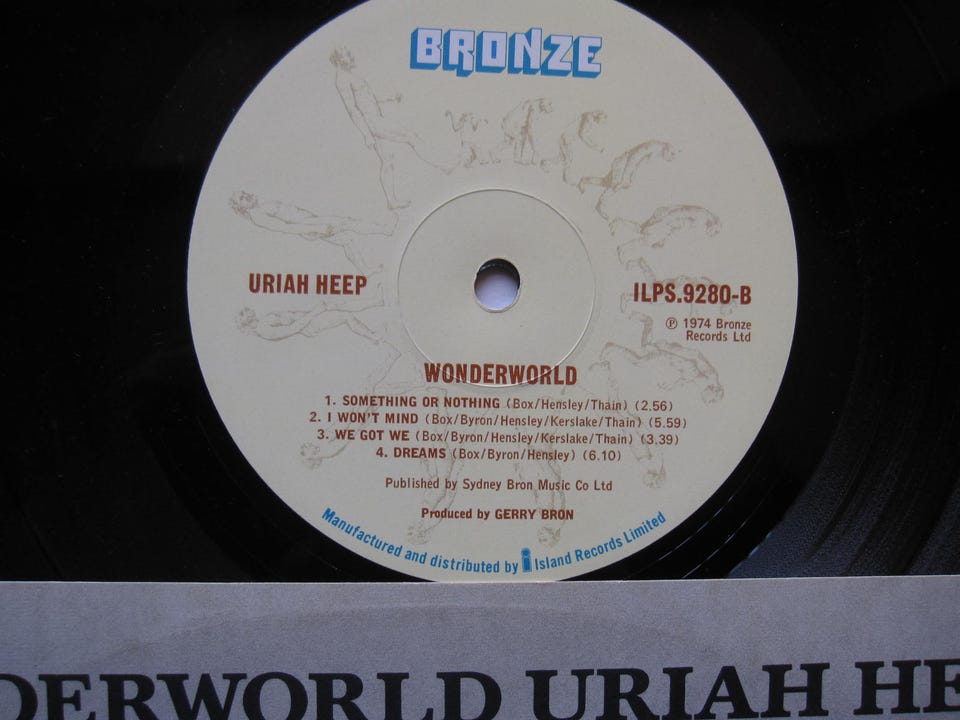 BRONZE
URIAH HEEP
ILPS.9280-B
℗ 1974 Bronze
Records Ltd
WONDERWORLD
1. SOMETHING OR NOTHING (Box/Hensley/Thain) (2.56)
2. I WON'T MIND (Box/Byron/Hensley/Kerslake/Thain) (5.59)
3. WE GOT WE (Box/Byron/Hensley/Kerslake/Thain) (3.39)
4. DREAMS (Box/Byron/Hensley) (6.10)
Published by Sydney Bron Music Co Ltd
Produced by GERRY BRON
Manufactured and distributed by i Island Records Limited
DERWORLD URIAH HE